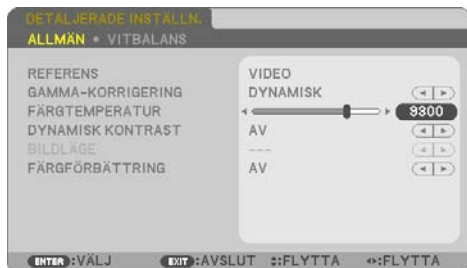 DETALJERADE INSTÄLLN.
ALLMÄN • VITBALANS
REFERENS VIDEO
GAMMA-KORRIGERING DYNAMISK
FÄRGTEMPERATUR 9300
DYNAMISK KONTRAST AV
BILDLÄGE ---
FÄRGFÖRBÄTTRING AV
ENTER :VÄLJ EXIT :AVSLUT :FLYTTA :FLYTTA